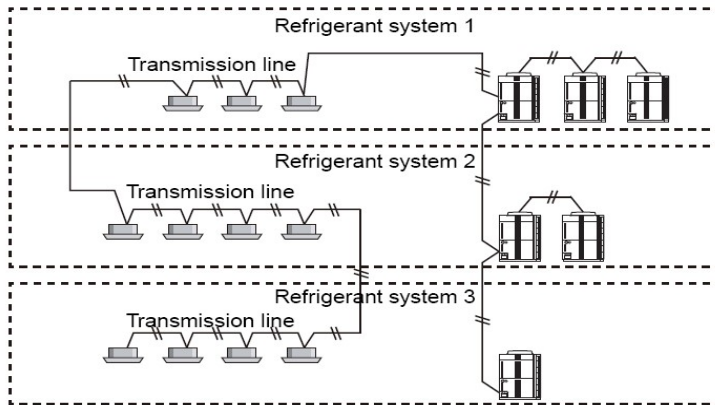 Refrigerant system 1
Transmission line
Refrigerant system 2
Transmission line
Refrigerant system 3
Transmission line